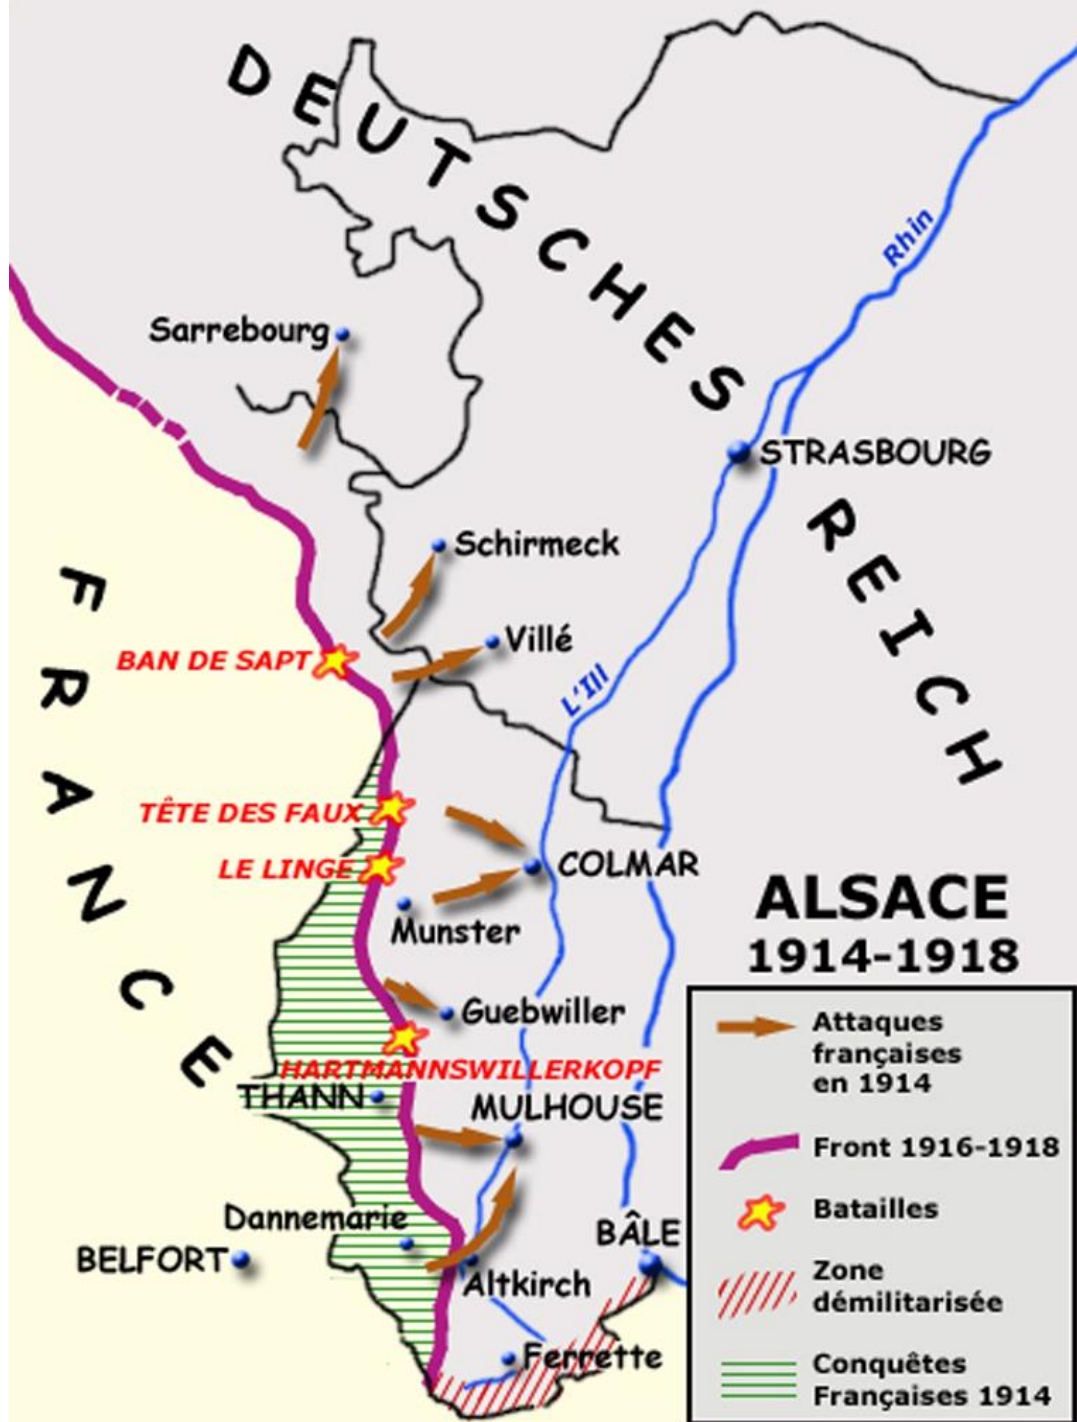 DEUTSCHES
REICH
FRANCE
Rhin
Sarrebourg
STRASBOURG
Schirmeck
Villé
BAN DE SAPT
L'Ill
TÊTE DES FAUX
LE LINGE
COLMAR
Munster
Guebwiller
HARTMANNSWILLERKOPF
THANN
MULHOUSE
Dannemarie
BELFORT
BÂLE
Altkirch
Ferrette
ALSACE
1914-1918
Attaques
françaises
en 1914
Front 1916-1918
Batailles
Zone
démilitarisée
Conquêtes
Françaises 1914